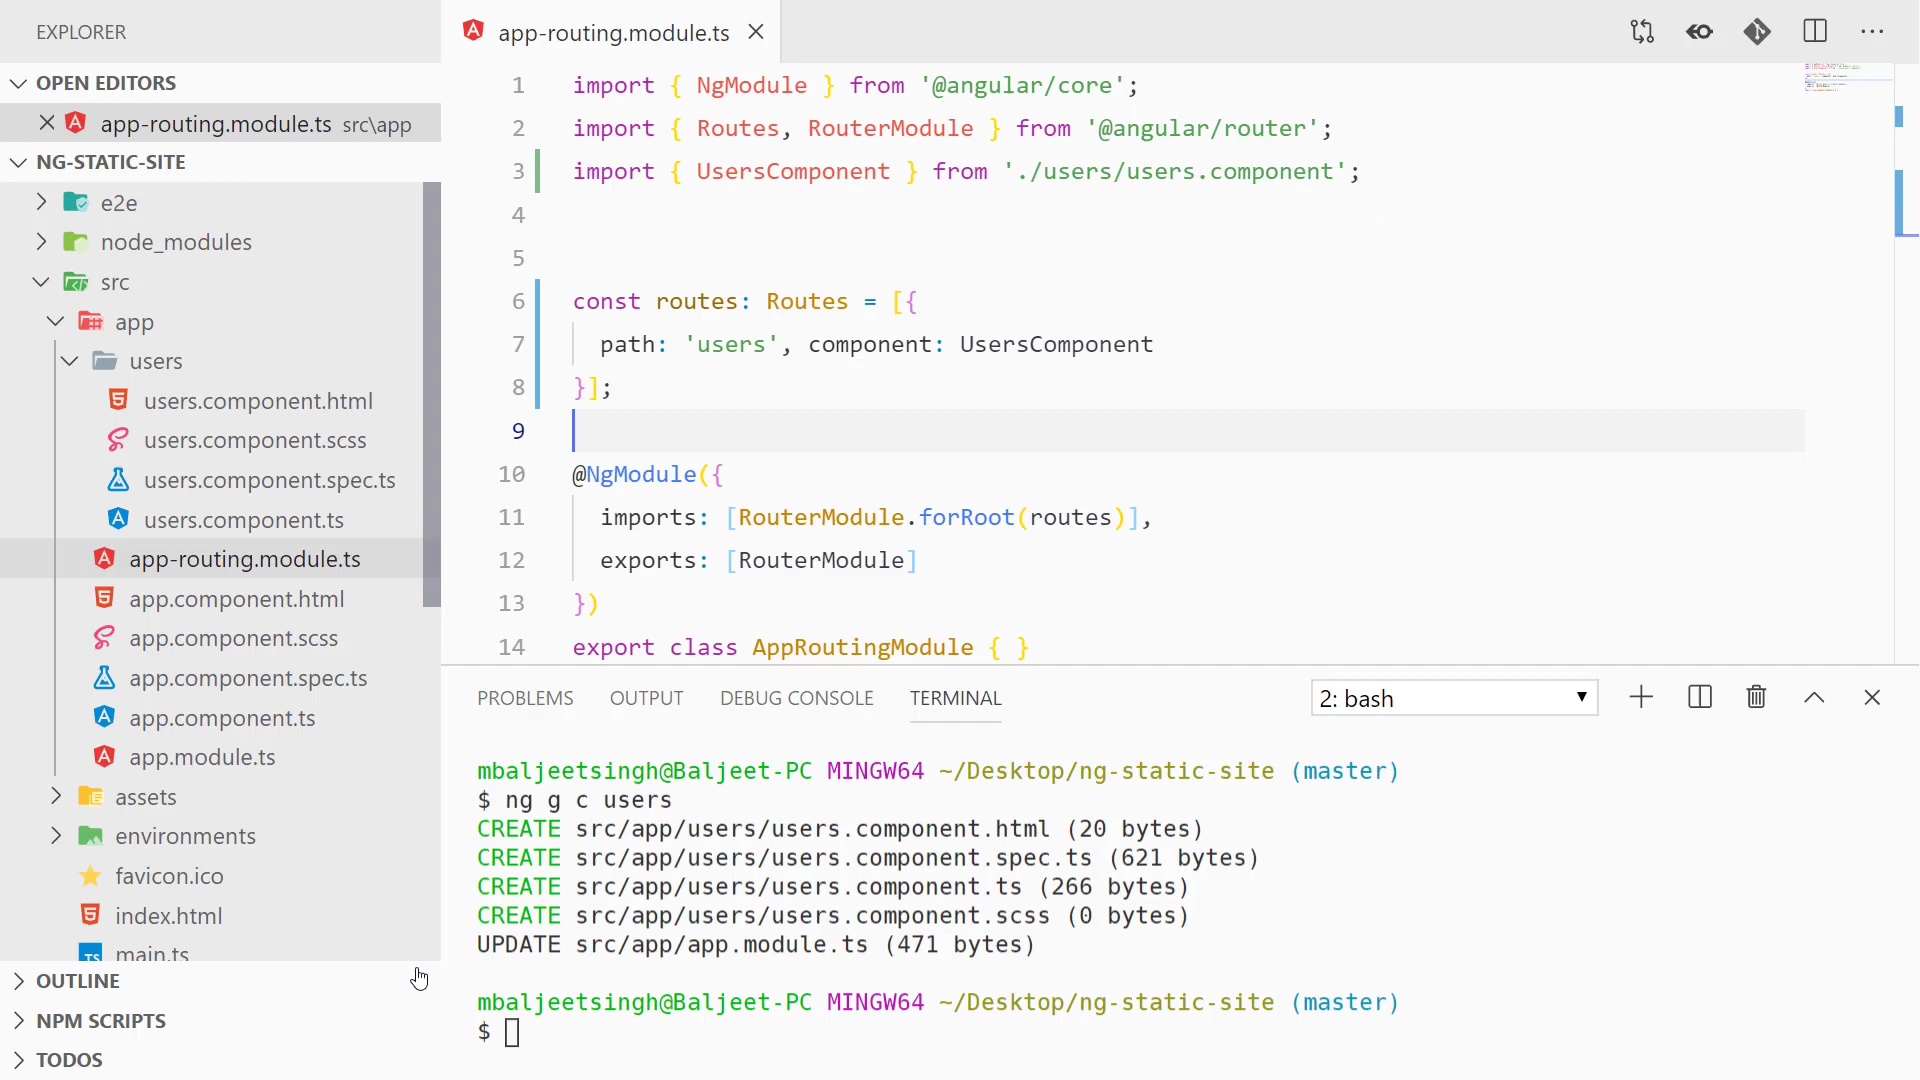 EXPLORER
OPEN EDITORS
app-routing.module.ts src\app
NG-STATIC-SITE
e2e
node_modules
src
app
users
users.component.html
users.component.scss
users.component.spec.ts
users.component.ts
app-routing.module.ts
app.component.html
app.component.scss
app.component.spec.ts
app.component.ts
app.module.ts
assets
environments
favicon.ico
index.html
TS main.ts
OUTLINE
NPM SCRIPTS
TODOS
app-routing.module.ts
1 import { NgModule } from '@angular/core';
2 import { Routes, RouterModule } from '@angular/router';
3 import { UsersComponent } from './users/users.component';
4
5
6 const routes: Routes = [{
7 path: 'users', component: UsersComponent
8 }];
9
10 @NgModule({
11 imports: [RouterModule.forRoot(routes)],
12 exports: [RouterModule]
13 })
14 export class AppRoutingModule { }
PROBLEMS OUTPUT DEBUG CONSOLE TERMINAL 2: bash
mbaljeetsingh@Baljeet-PC MINGW64 ~/Desktop/ng-static-site (master)
$ ng g c users
CREATE src/app/users/users.component.html (20 bytes)
CREATE src/app/users/users.component.spec.ts (621 bytes)
CREATE src/app/users/users.component.ts (266 bytes)
CREATE src/app/users/users.component.scss (0 bytes)
UPDATE src/app/app.module.ts (471 bytes)
mbaljeetsingh@Baljeet-PC MINGW64 ~/Desktop/ng-static-site (master)
$